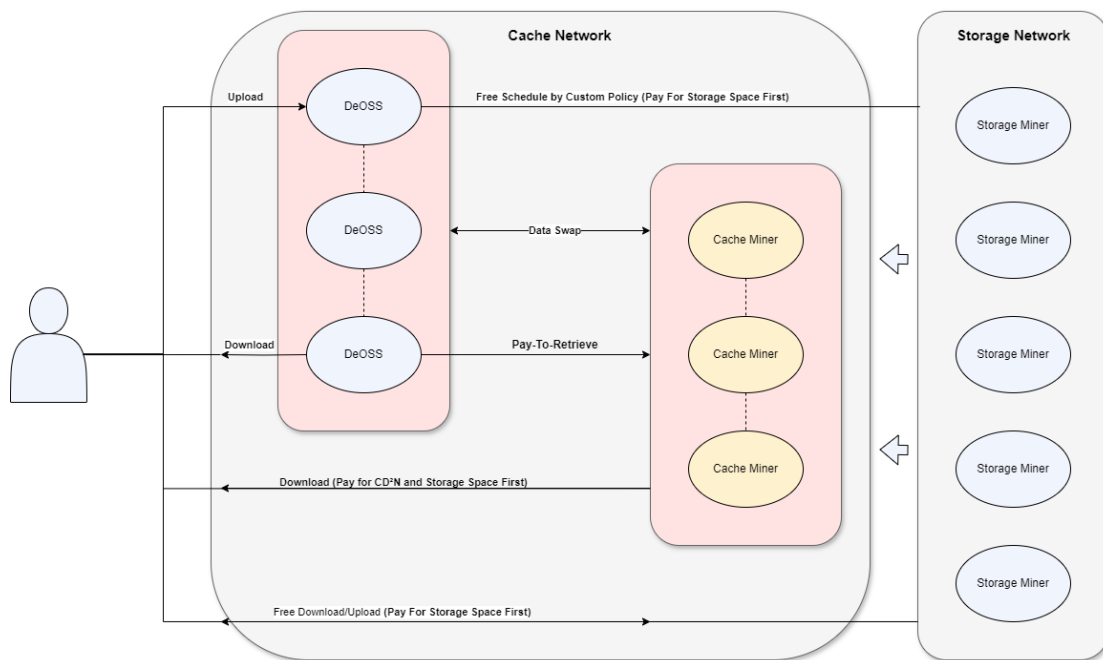 Cache Network
Storage Network
Upload
DeOSS
Free Schedule by Custom Policy (Pay For Storage Space First)
Storage Miner
DeOSS
Data Swap
Cache Miner
Storage Miner
Download
DeOSS
Pay-To-Retrieve
Cache Miner
Storage Miner
Cache Miner
Storage Miner
Download (Pay for CD²N and Storage Space First)
Storage Miner
Free Download/Upload (Pay For Storage Space First)